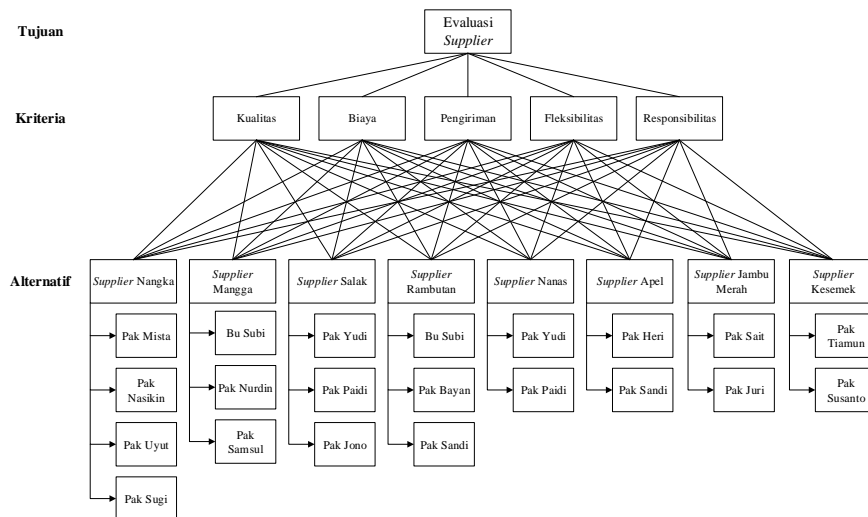 Tujuan
Evaluasi
Supplier
Kriteria
Kualitas
Biaya
Pengiriman
Fleksibilitas
Responsibilitas
Alternatif
Supplier Nangka
Supplier
Mangga
Supplier Salak
Supplier
Rambutan
Supplier Nanas
Supplier Apel
Supplier Jambu
Merah
Supplier
Kesemek
Pak Mista
Bu Subi
Pak Yudi
Bu Subi
Pak Yudi
Pak Heri
Pak Sait
Pak
Tiamun
Pak
Nasikin
Pak Nurdin
Pak Paidi
Pak Bayan
Pak Paidi
Pak Sandi
Pak Juri
Pak
Susanto
Pak Uyut
Pak
Samsul
Pak Jono
Pak Sandi
Pak Sugi